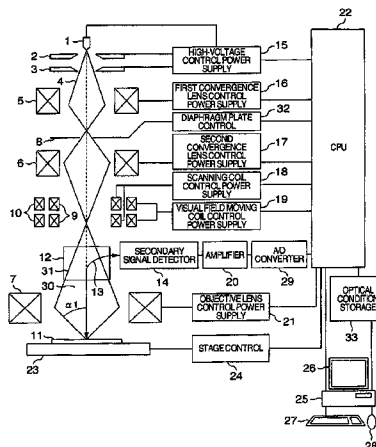 22
1
2
3
4
HIGH-VOLTAGE
CONTROL POWER
SUPPLY
15
5
FIRST CONVERGENCE
LENS CONTROL
POWER SUPPLY
16
8
DIAPHRAGM PLATE
CONTROL
32
CPU
6
SECOND
CONVERGENCE
LENS CONTROL
POWER SUPPLY
17
SCANNING COIL
CONTROL POWER
SUPPLY
18
10
9
VISUAL FIELD MOVING
COIL CONTROL
POWER SUPPLY
19
12
31
30
13
SECONDARY
SIGNAL DETECTOR
14
AMPLIFIER
20
A/D
CONVERTER
29
7
α1
OBJECTIVE LENS
CONTROL POWER
SUPPLY
21
OPTICAL
CONDITION
STORAGE
33
11
23
STAGE CONTROL
24
26
25
27
28